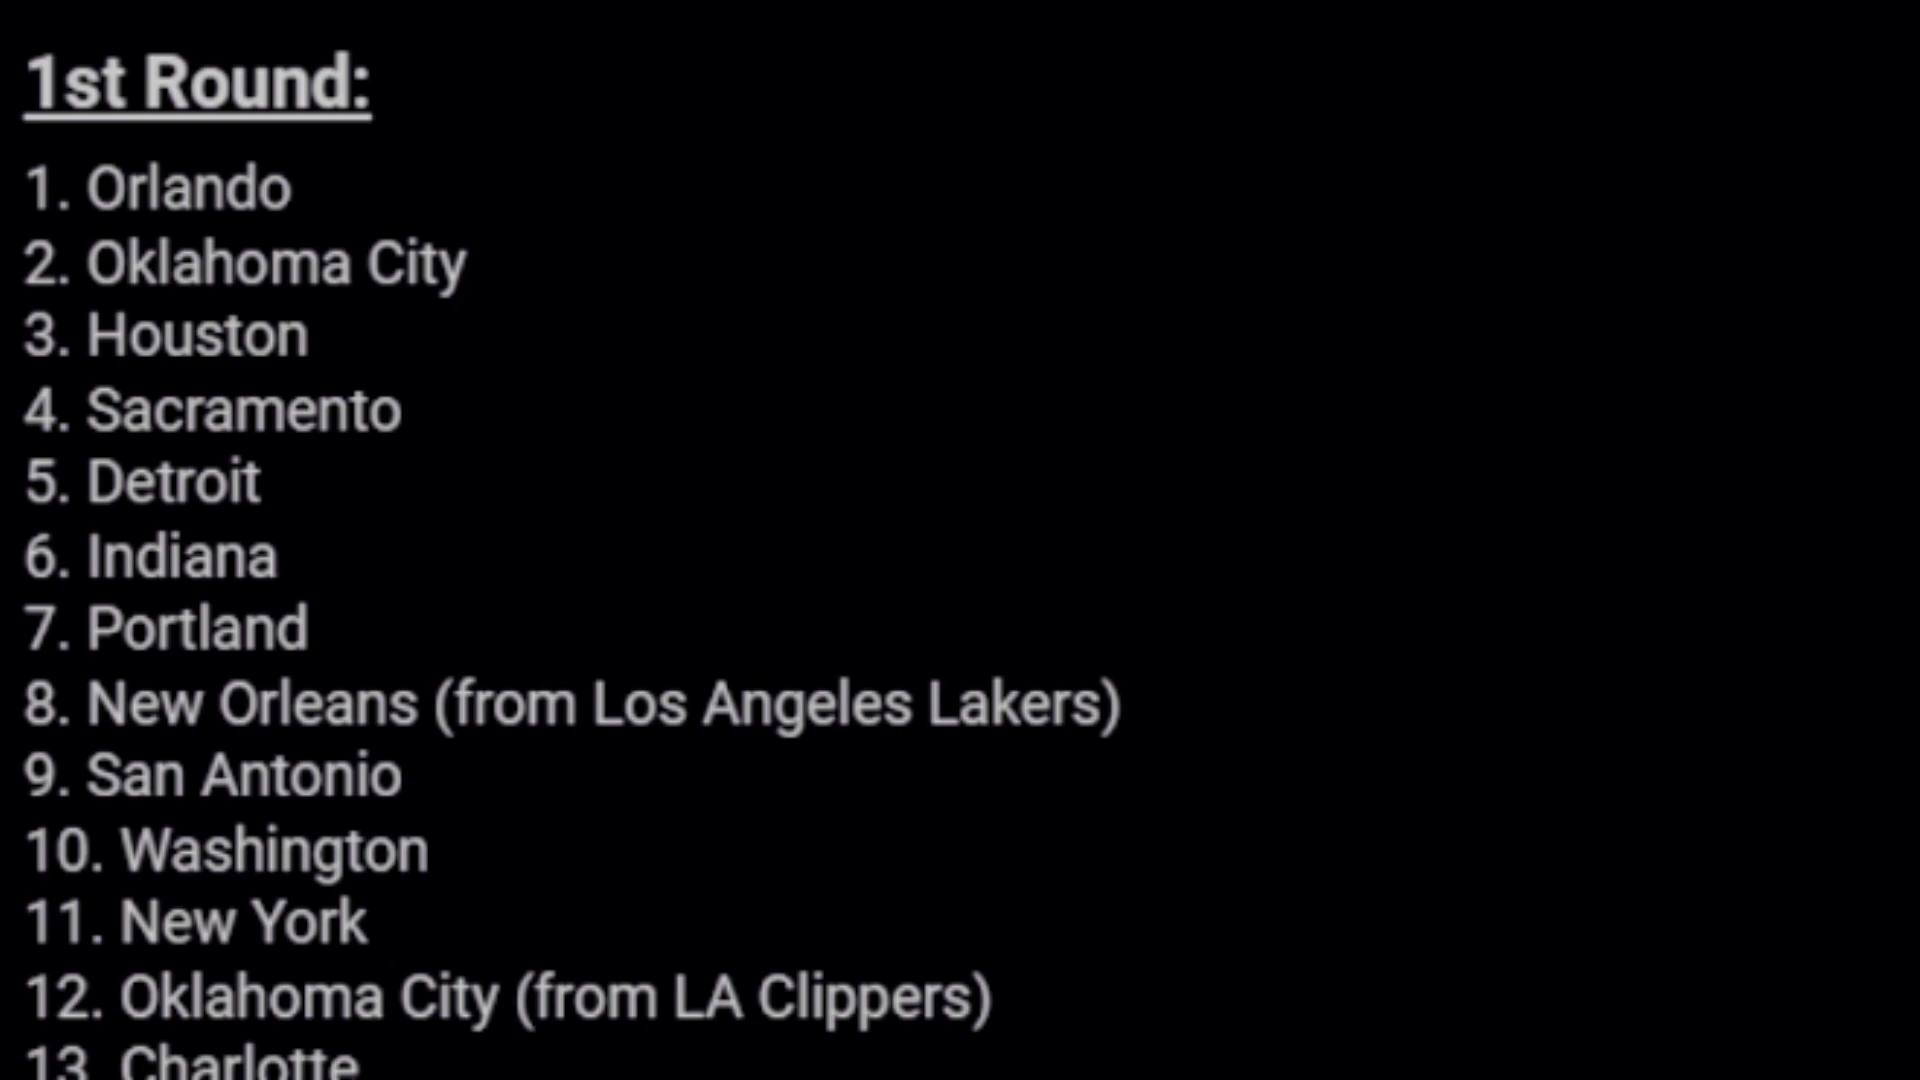 1st Round:
1. Orlando
2. Oklahoma City
3. Houston
4. Sacramento
5. Detroit
6. Indiana
7. Portland
8. New Orleans (from Los Angeles Lakers)
9. San Antonio
10. Washington
11. New York
12. Oklahoma City (from LA Clippers)
13. Charlotte